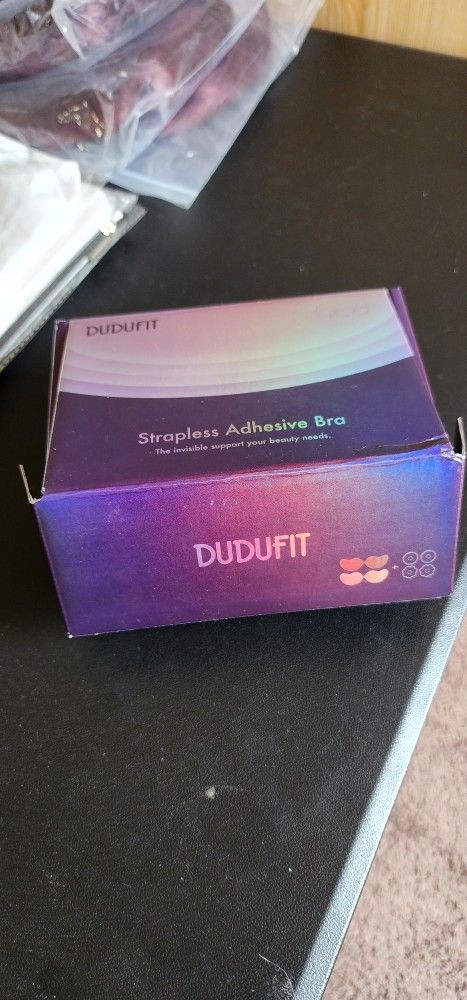 DUDUFIT
Strapless Adhesive Bra
The invisible support your beauty needs.
DUDUFIT
+